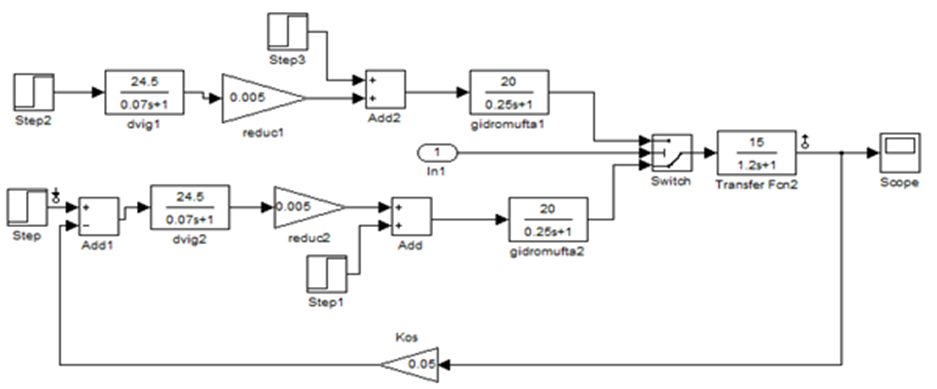 Step3
24.5
0.07s+1
Step2
dvig1
0.005
reduc1
+
+
Add2
20
0.25s+1
gidromufta1
1
In1
Switch
15
1.2s+1
Transfer Fcn2
Scope
Step
+
−
Add1
24.5
0.07s+1
dvig2
0.005
reduc2
+
+
Add
Step1
20
0.25s+1
gidromufta2
Kos
0.05